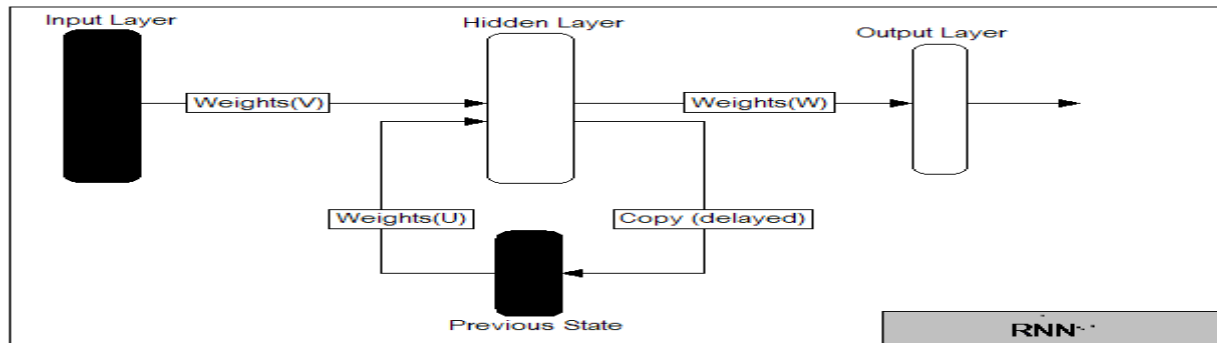 Input Layer
Hidden Layer
Output Layer
Weights(V)
Weights(W)
Weights(U)
Copy (delayed)
Previous State
RNN